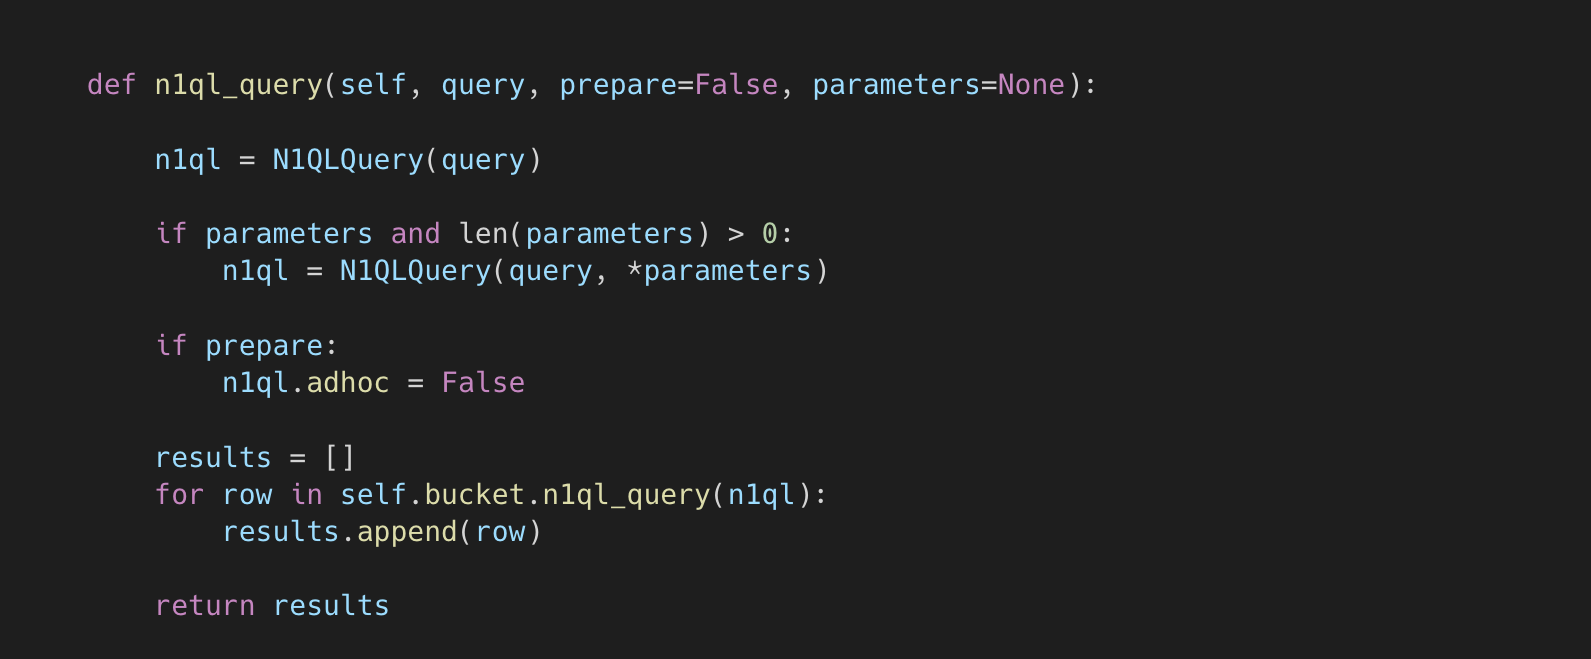 def n1ql_query(self, query, prepare=False, parameters=None):
n1ql = N1QLQuery(query)
if parameters and len(parameters) > 0:
n1ql = N1QLQuery(query, *parameters)
if prepare:
n1ql.adhoc = False
results = []
for row in self.bucket.n1ql_query(n1ql):
results.append(row)
return results